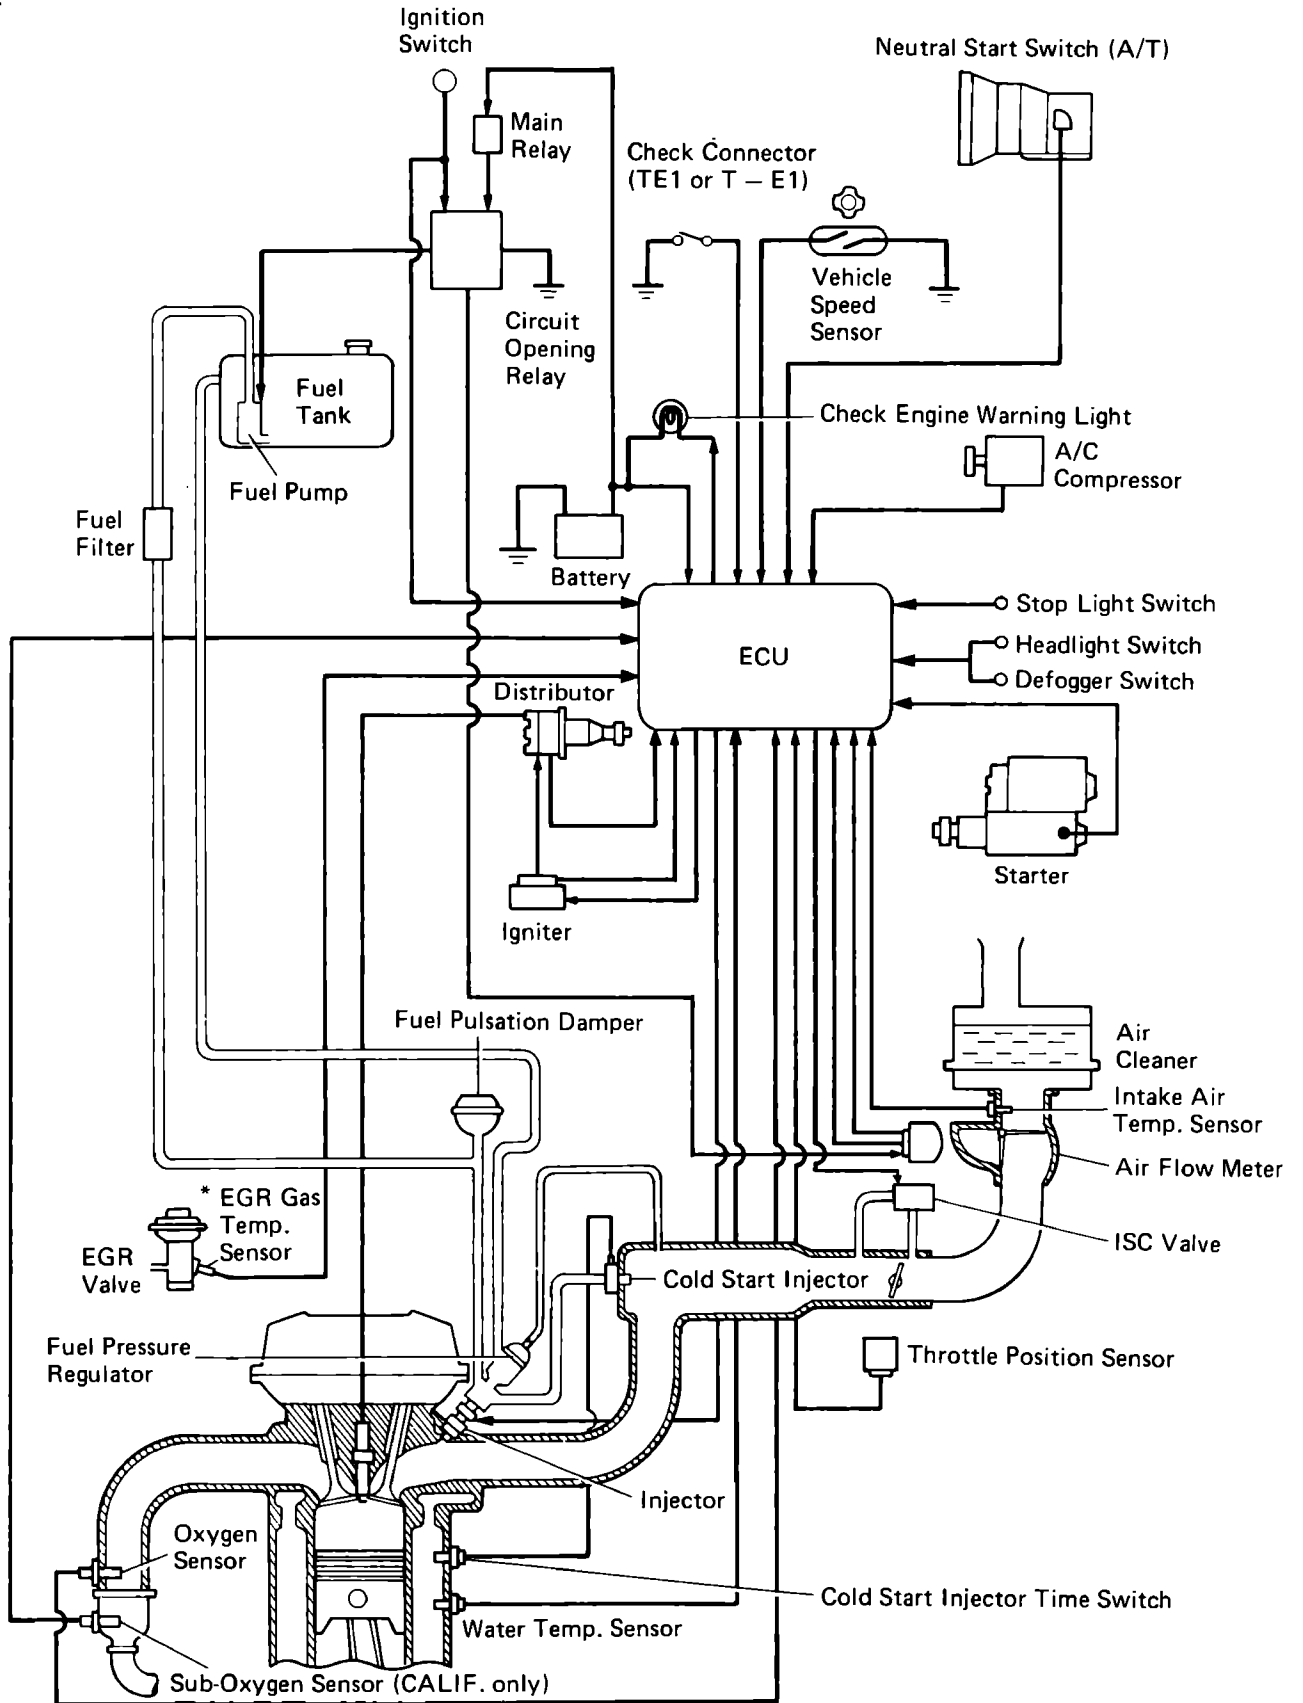 Ignition
Switch
Neutral Start Switch (A/T)
Main
Relay
Check Connector
(TE1 or T – E1)
Vehicle
Speed
Sensor
Circuit
Opening
Relay
Fuel
Tank
Check Engine Warning Light
A/C
Compressor
Fuel Pump
Fuel
Filter
Battery
Stop Light Switch
Headlight Switch
ECU
Defogger Switch
Distributor
Starter
Igniter
Fuel Pulsation Damper
Air
Cleaner
Intake Air
Temp. Sensor
Air Flow Meter
* EGR Gas
Temp.
Sensor
EGR
Valve
ISC Valve
Cold Start Injector
Fuel Pressure
Regulator
Throttle Position Sensor
Injector
Oxygen
Sensor
Cold Start Injector Time Switch
Water Temp. Sensor
Sub-Oxygen Sensor (CALIF. only)